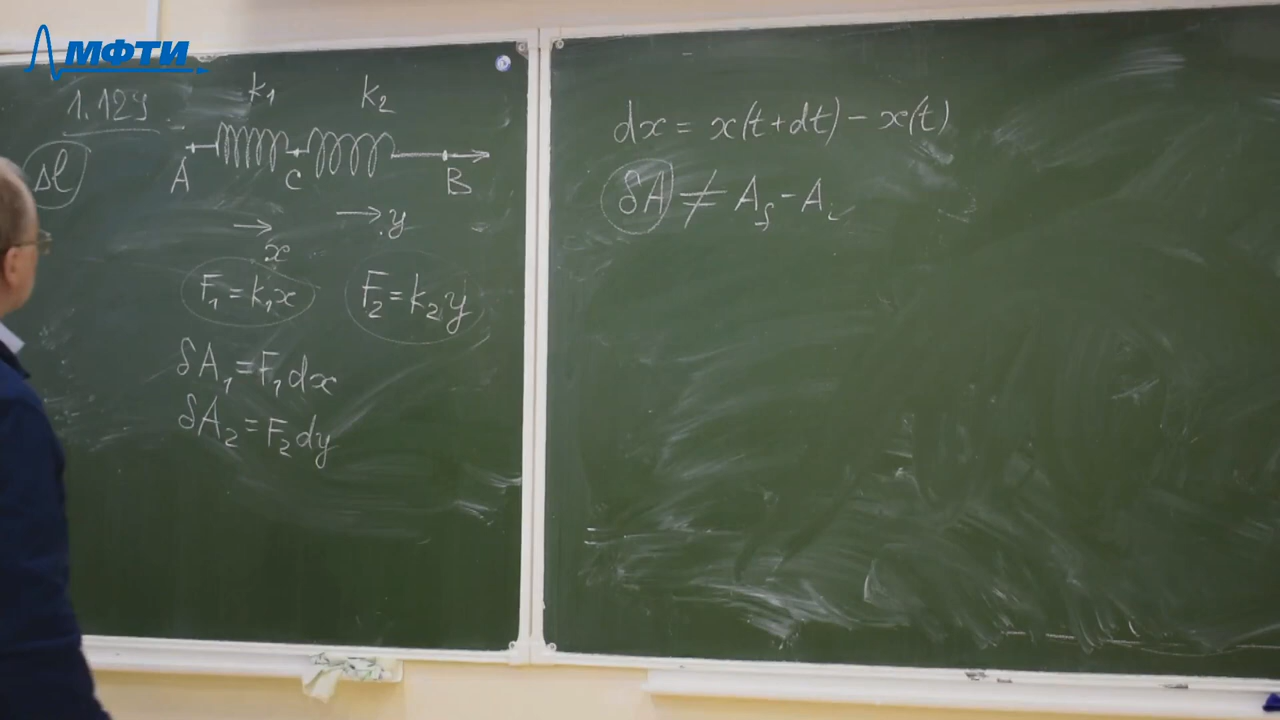 МФТИ
1.129
k₁ k₂
A C B
Δl
x
y
F₁ = k₁x F₂ = k₂y
δA₁ = F₁dx
δA₂ = F₂dy
dx = x(t+dt) − x(t)
δA ≠ A_f − A_i